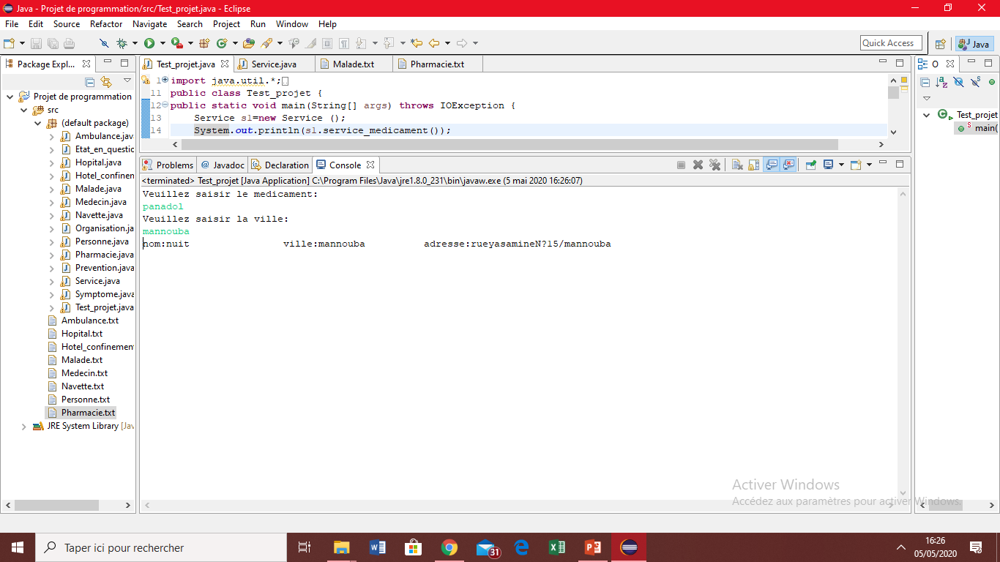 Java - Projet de programmation/src/Test_projet.java - Eclipse
File Edit Source Refactor Navigate Search Project Run Window Help
Quick Access
Java
Package Expl...
Projet de programmation
src
(default package)
Ambulance.jav
Etat_en_questic
Hopital.java
Hotel_confinen
Malade.java
Medecin.java
Navette.java
Organisation.ja
Personne.java
Pharmacie.java
Prevention.java
Service.java
Symptome.java
Test_projet.java
Ambulance.txt
Hopital.txt
Hotel_confinemen
Malade.txt
Medecin.txt
Navette.txt
Personne.txt
Pharmacie.txt
JRE System Library [Jav
Test_projet.java Service.java Malade.txt Pharmacie.txt
1 import java.util.*;
11 public class Test_projet {
12 public static void main(String[] args) throws IOException {
13 Service s1=new Service ();
14 System.out.println(s1.service_medicament());
Problems @ Javadoc Declaration Console
<terminated> Test_projet [Java Application] C:\Program Files\Java\jre1.8.0_231\bin\javaw.exe (5 mai 2020 16:26:07)
Veuillez saisir le medicament:
panadol
Veuillez saisir la ville:
mannouba
nom:nuit ville:mannouba adresse:rueyasamineN?15/mannouba
O
Test_projet
main(
Activer Windows
Accédez aux paramètres pour activer Windows.
Taper ici pour rechercher
31
16:26
05/05/2020